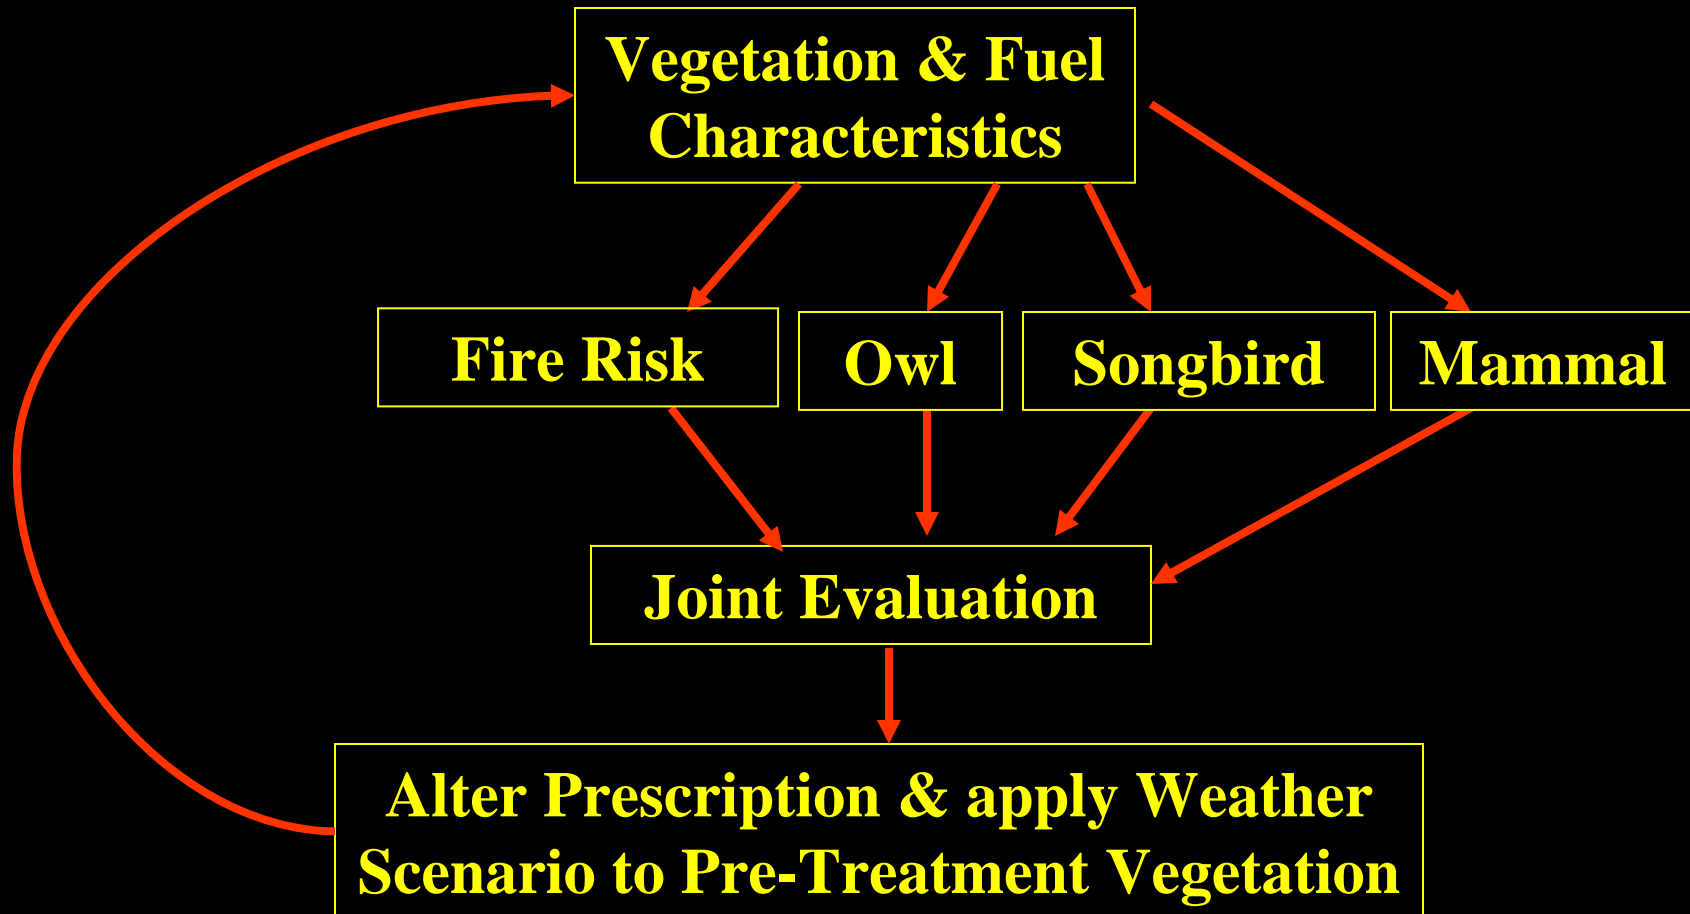 Vegetation & Fuel
Characteristics
Fire Risk
Owl
Songbird
Mammal
Joint Evaluation
Alter Prescription & apply Weather
Scenario to Pre-Treatment Vegetation